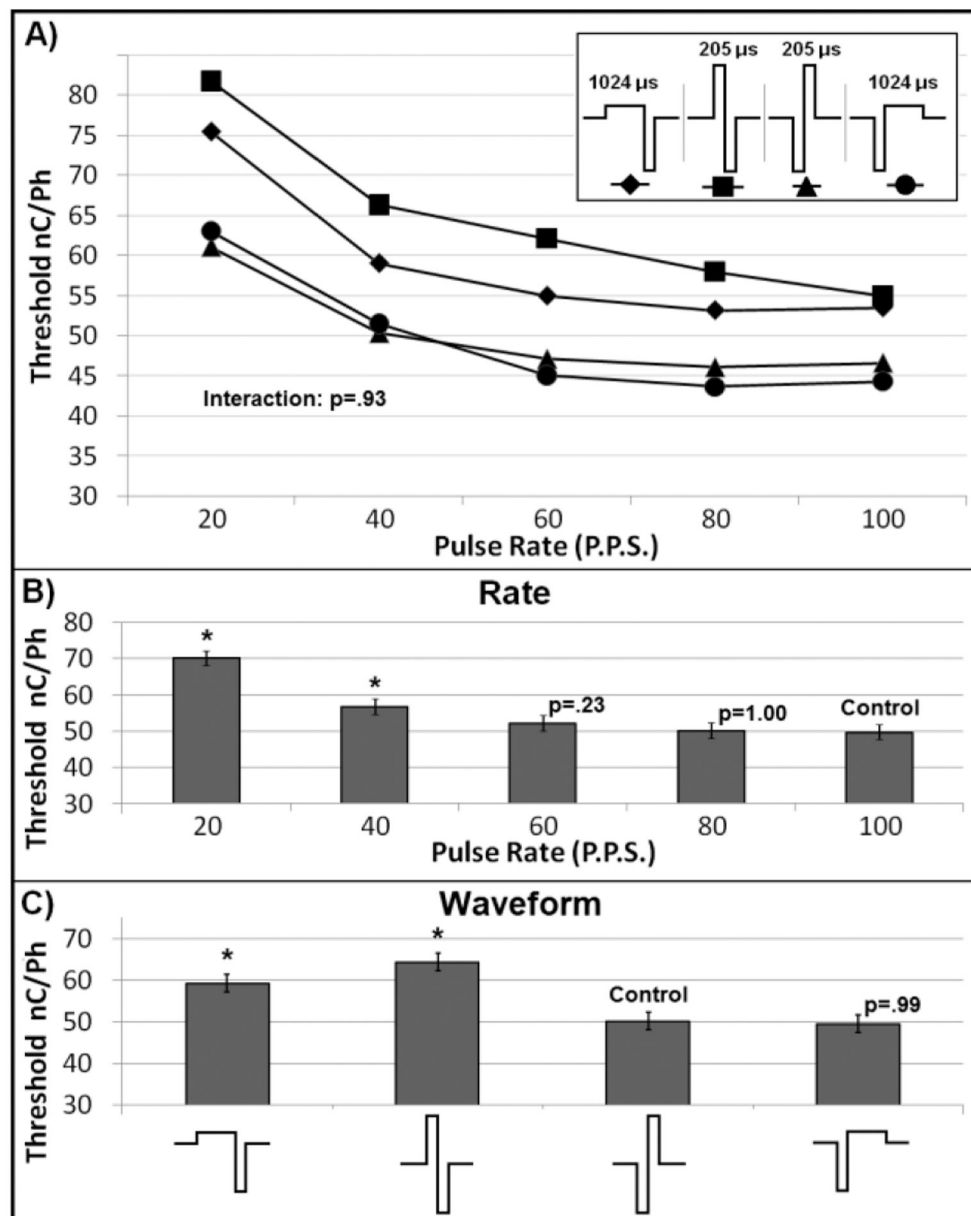 A)
1024 µs
205 µs
205 µs
1024 µs
85
80
75
70
65
60
55
50
45
40
35
30
Threshold nC/Ph
Interaction: p=.93
20 40 60 80 100
Pulse Rate (P.P.S.)
B)
Rate
80
70
60
50
40
30
Threshold nC/Ph
*
*
p=.23
p=1.00
Control
20 40 60 80 100
Pulse Rate (P.P.S.)
C)
Waveform
70
60
50
40
30
Threshold nC/Ph
*
*
Control
p=.99